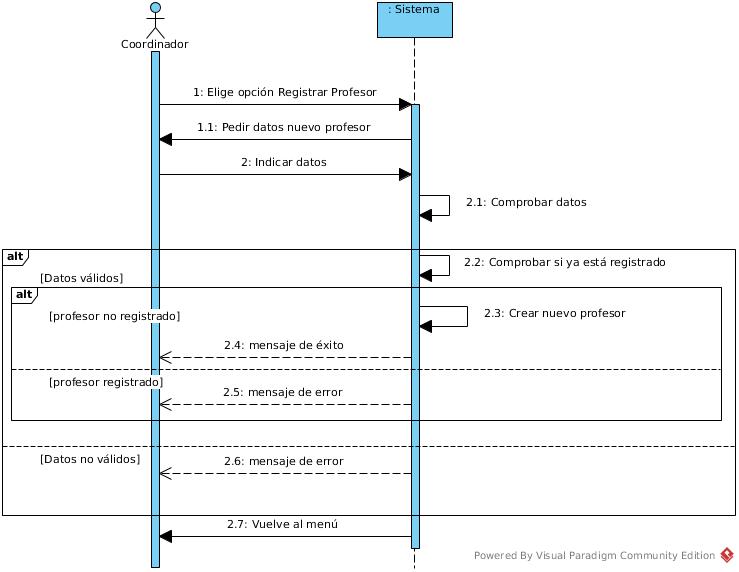 : Sistema
Coordinador
1: Elige opción Registrar Profesor
1.1: Pedir datos nuevo profesor
2: Indicar datos
2.1: Comprobar datos
alt
2.2: Comprobar si ya está registrado
[Datos válidos]
alt
[profesor no registrado]
2.3: Crear nuevo profesor
2.4: mensaje de éxito
[profesor registrado]
2.5: mensaje de error
[Datos no válidos]
2.6: mensaje de error
2.7: Vuelve al menú
Powered By Visual Paradigm Community Edition